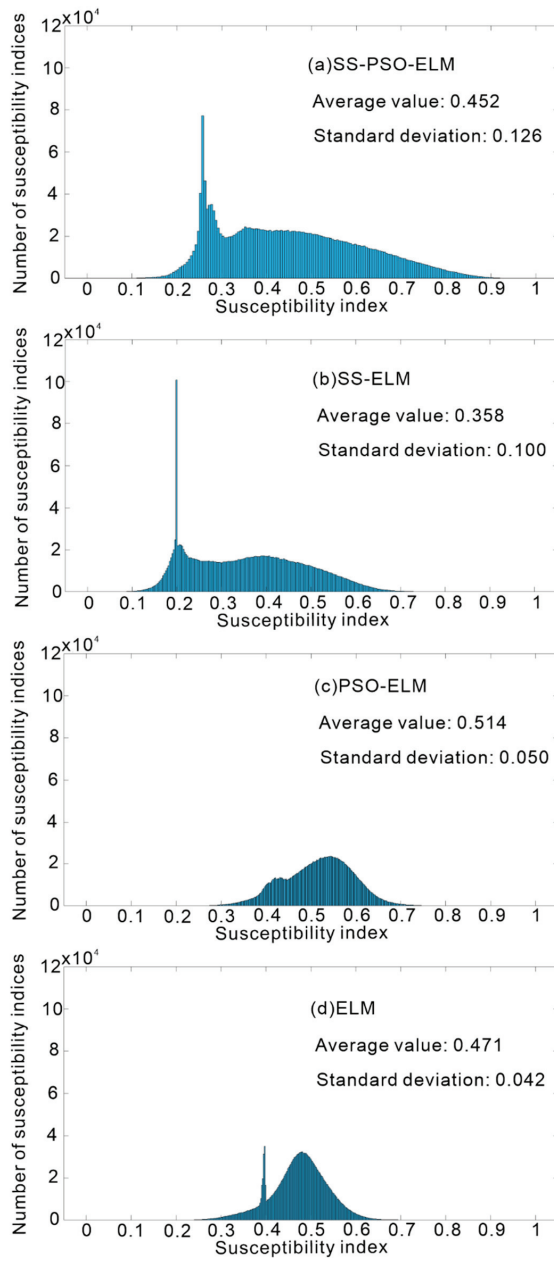 12x10⁴
10
8
6
4
2
0
Number of susceptibility indices
(a)SS-PSO-ELM
Average value: 0.452
Standard deviation: 0.126
0 0.1 0.2 0.3 0.4 0.5 0.6 0.7 0.8 0.9 1
Susceptibility index
12x10⁴
10
8
6
4
2
0
Number of susceptibility indices
(b)SS-ELM
Average value: 0.358
Standard deviation: 0.100
0 0.1 0.2 0.3 0.4 0.5 0.6 0.7 0.8 0.9 1
Susceptibility index
12x10⁴
10
8
6
4
2
0
Number of susceptibility indices
(c)PSO-ELM
Average value: 0.514
Standard deviation: 0.050
0 0.1 0.2 0.3 0.4 0.5 0.6 0.7 0.8 0.9 1
Susceptibility index
12x10⁴
10
8
6
4
2
0
Number of susceptibility indices
(d)ELM
Average value: 0.471
Standard deviation: 0.042
0 0.1 0.2 0.3 0.4 0.5 0.6 0.7 0.8 0.9 1
Susceptibility index